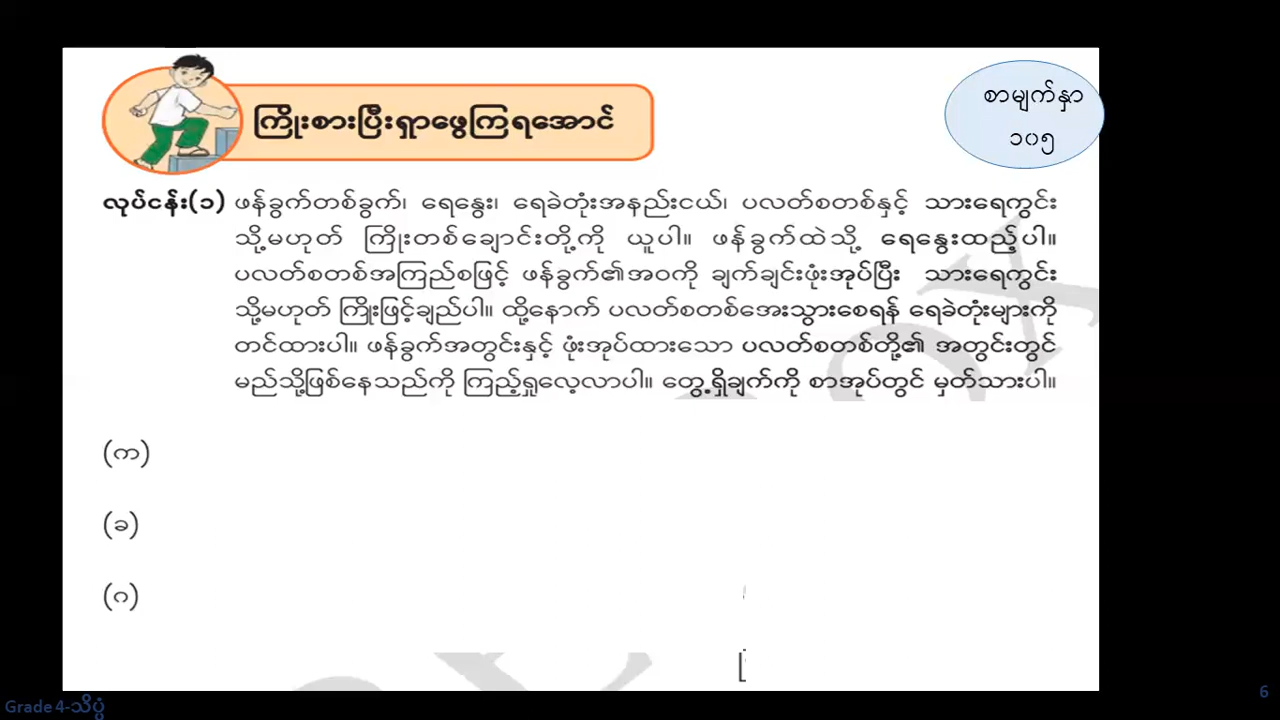 ကြိုးစားပြီးရှာဖွေကြရအောင်
စာမျက်နှာ
၁၀၅
လုပ်ငန်း(၁) ဖန်ခွက်တစ်ခွက်၊ ရေနွေး၊ ရေခဲတုံးအနည်းငယ်၊ ပလတ်စတစ်နှင့် သားရေကွင်း
သို့မဟုတ် ကြိုးတစ်ချောင်းတို့ကို ယူပါ။ ဖန်ခွက်ထဲသို့ ရေနွေးထည့်ပါ။
ပလတ်စတစ်အကြည်စဖြင့် ဖန်ခွက်၏အဝကို ချက်ချင်းဖုံးအုပ်ပြီး သားရေကွင်း
သို့မဟုတ် ကြိုးဖြင့်ချည်ပါ။ ထို့နောက် ပလတ်စတစ်အေးသွားစေရန် ရေခဲတုံးများကို
တင်ထားပါ။ ဖန်ခွက်အတွင်းနှင့် ဖုံးအုပ်ထားသော ပလတ်စတစ်တို့၏ အတွင်းတွင်
မည်သို့ဖြစ်နေသည်ကို ကြည့်ရှုလေ့လာပါ။ တွေ့ရှိချက်ကို စာအုပ်တွင် မှတ်သားပါ။
(က)
(ခ)
(ဂ)
Grade 4-သိပ္ပံ
6